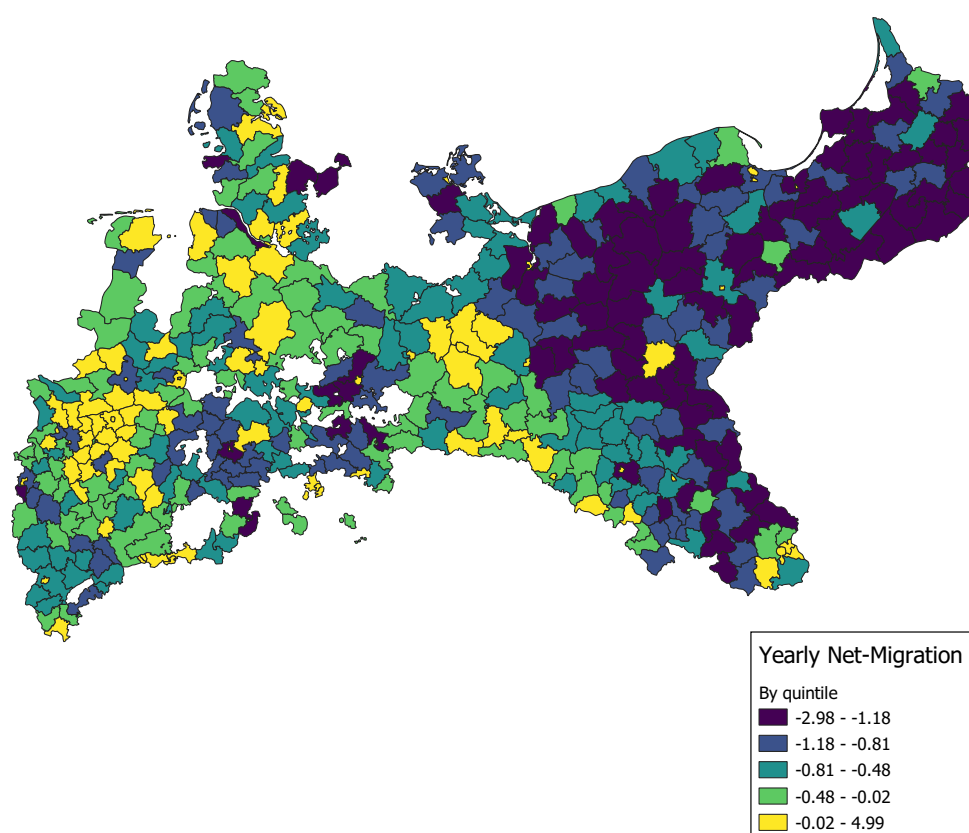 Yearly Net-Migration
By quintile
-2.98 - -1.18
-1.18 - -0.81
-0.81 - -0.48
-0.48 - -0.02
-0.02 - 4.99